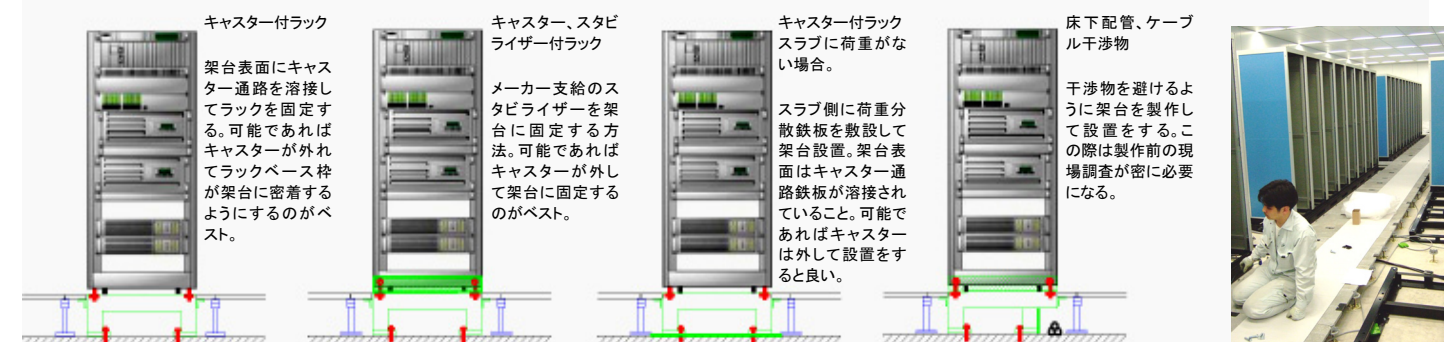 キャスター付ラック
架台表面にキャス
ター通路を溶接し
てラックを固定す
る。可能であれば
キャスターが外れ
てラックベース枠
が架台に密着する
ようにするのがベ
スト。
キャスター、スタビ
ライザー付ラック
メーカー支給のス
タビライザーを架
台に固定する方
法。可能であれば
キャスターが外し
て架台に固定する
のがベスト。
キャスター付ラック
スラブに荷重がな
い場合。
スラブ側に荷重分
散鉄板を敷設して
架台設置。架台表
面はキャスター通
路鉄板が溶接され
ていること。可能で
あればキャスター
は外して設置をす
ると良い。
床下配管、ケーブ
ル干渉物
干渉物を避けるよ
うに架台を製作し
て設置をする。こ
の際は製作前の現
場調査が密に必要
になる。